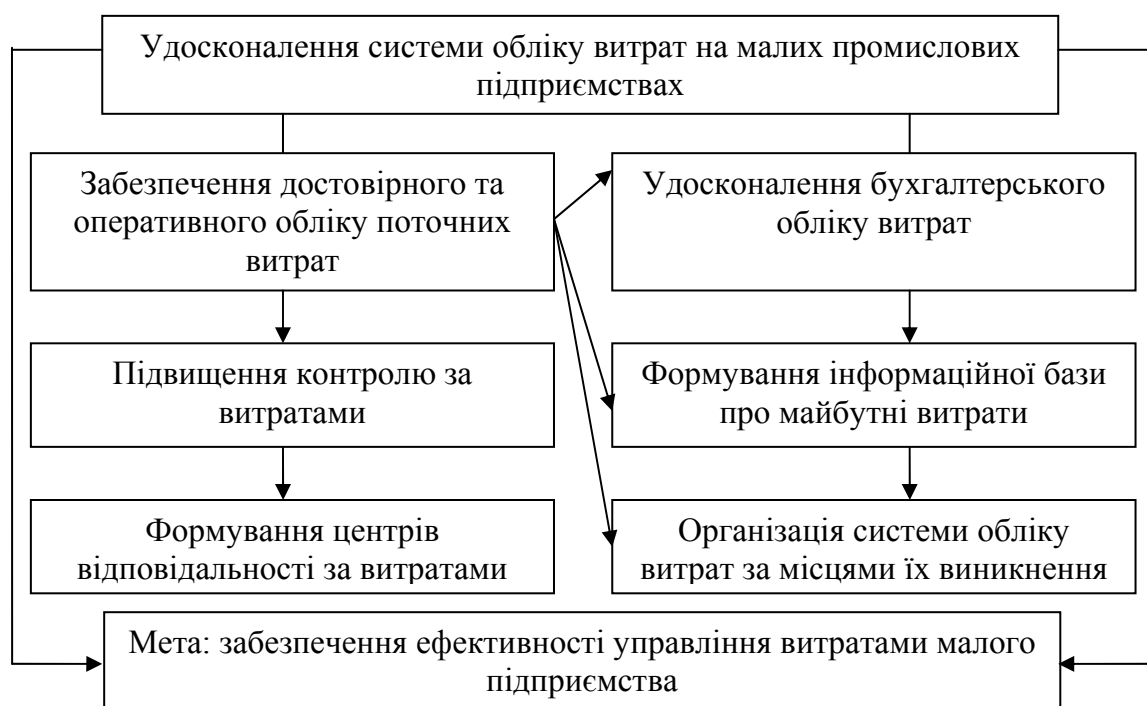 Удосконалення системи обліку витрат на малих промислових
підприємствах
Забезпечення достовірного та
оперативного обліку поточних
витрат
Удосконалення бухгалтерського
обліку витрат
Підвищення контролю за
витратами
Формування інформаційної бази
про майбутні витрати
Формування центрів
відповідальності за витратами
Організація системи обліку
витрат за місцями їх виникнення
Мета: забезпечення ефективності управління витратами малого
підприємства